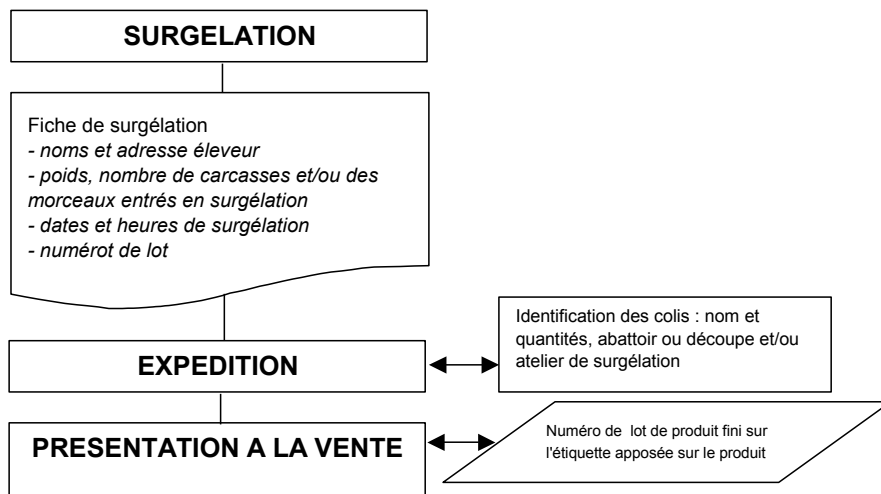 SURGELATION
Fiche de surgélation
- noms et adresse éleveur
- poids, nombre de carcasses et/ou des
morceaux entrés en surgélation
- dates et heures de surgélation
- numérot de lot
Identification des colis : nom et
quantités, abattoir ou découpe et/ou
atelier de surgélation
EXPEDITION
PRESENTATION A LA VENTE
Numéro de lot de produit fini sur
l'étiquette apposée sur le produit